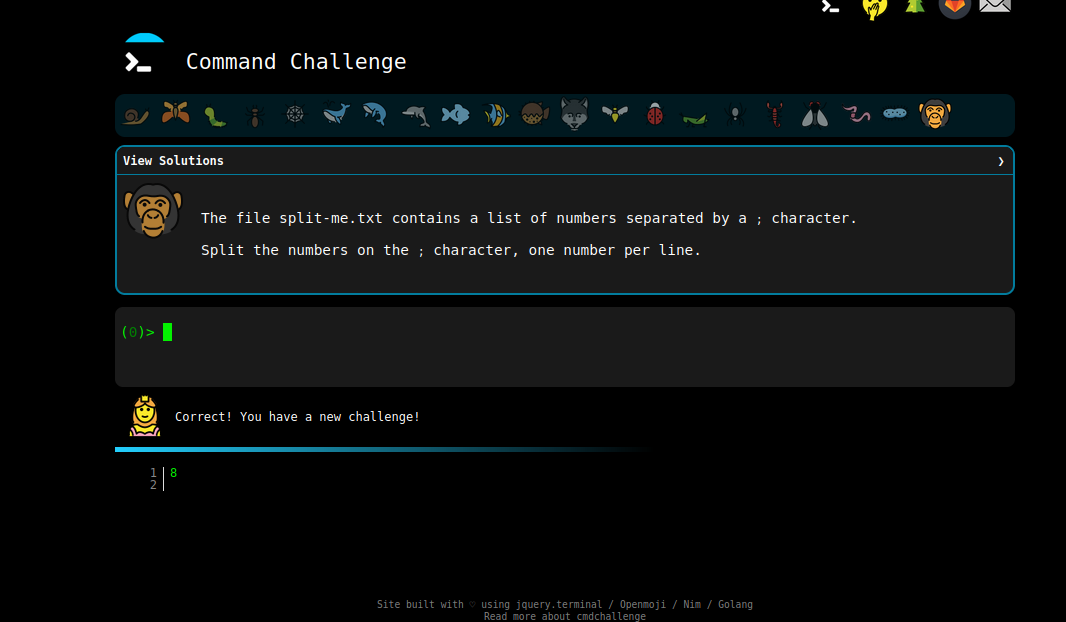 Command Challenge
View Solutions ❯
The file split-me.txt contains a list of numbers separated by a ; character.
Split the numbers on the ; character, one number per line.
(0)>
Correct! You have a new challenge!
1 8
2
Site built with ♡ using jquery.terminal / Openmoji / Nim / Golang
Read more about cmdchallenge